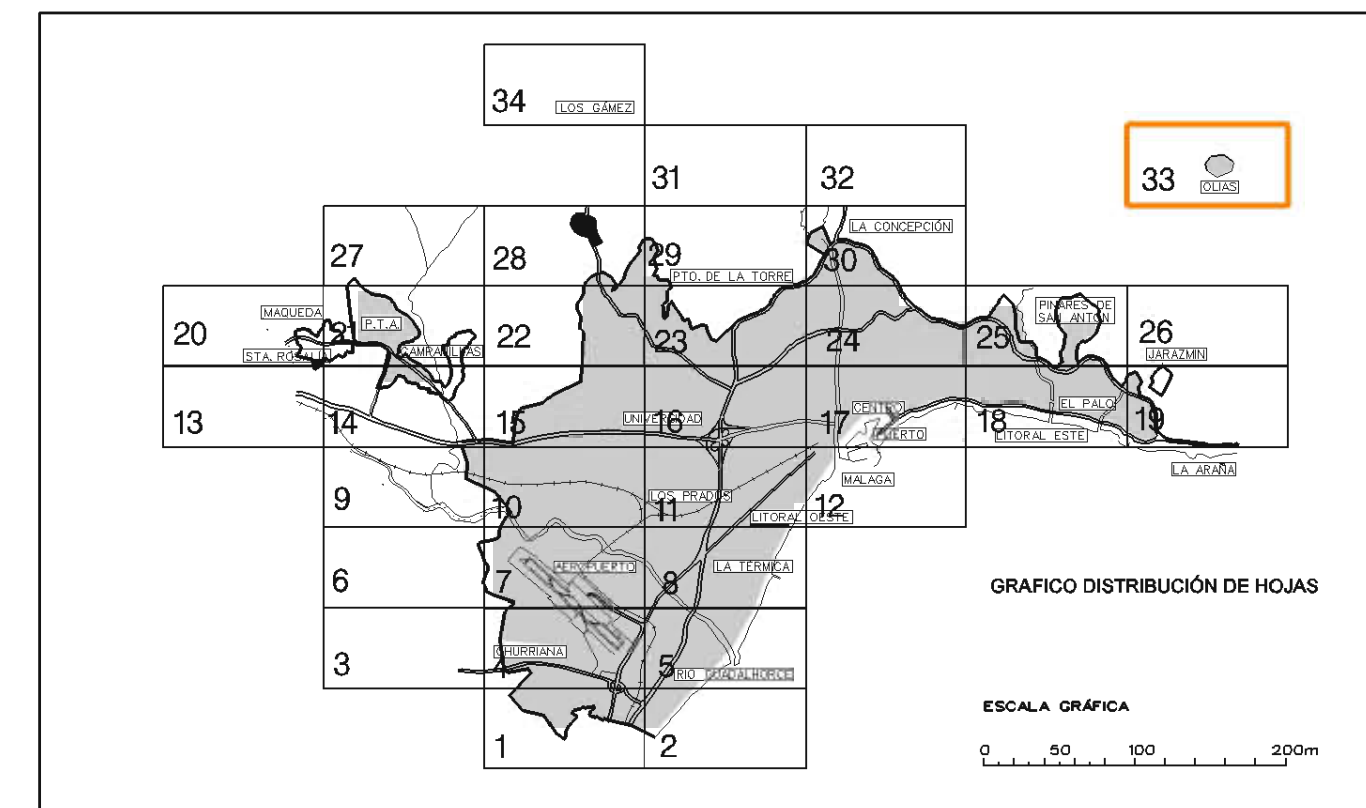 34 LOS GÁMEZ
31 32
33 OLIAS
LA CONCEPCIÓN
27 28 29 30
PTO. DE LA TORRE
MAQUEDA
P.T.A.
PINARES DE
SAN ANTÓN
20 22 23 24 25 26
STA. ROSALIA
CAMPANILLAS
JARAZMIN
CENTRO
EL PALO
13 14 15 UNIVERSIDAD 16 17 PUERTO 18 19
LITORAL ESTE
LA ARAÑA
MALAGA
LOS PRADOS
9 10 11 12
LITORAL OESTE
AEROPUERTO
LA TÉRMICA
6 7 8
GRAFICO DISTRIBUCIÓN DE HOJAS
CHURRIANA
3 5 RIO GUADALHORCE
ESCALA GRÁFICA
1 2
0 50 100 200m